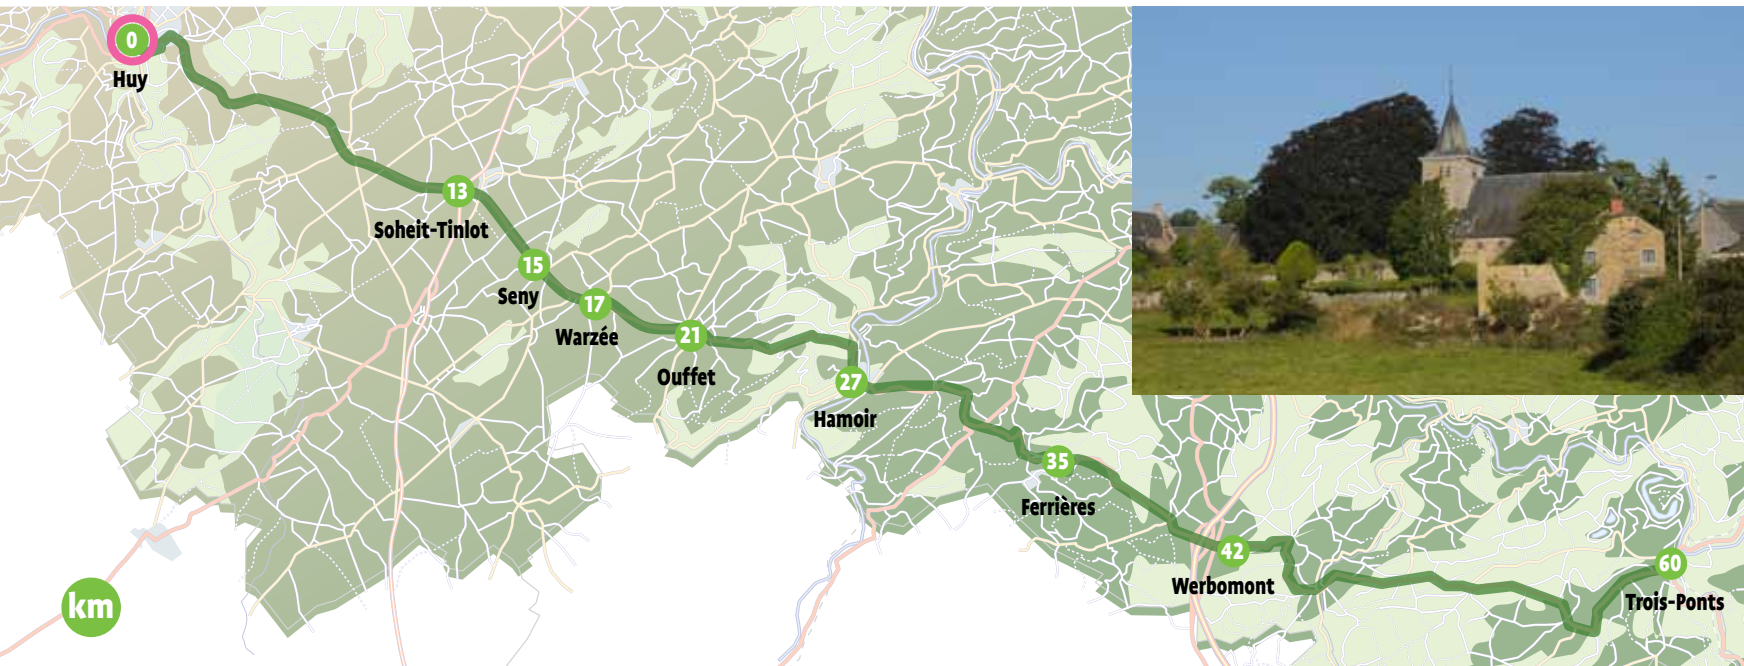 0
Huy
13
Soheit-Tinlot
15
Seny
17
Warzée
21
Ouffet
27
Hamoir
35
Ferrières
42
Werbomont
60
Trois-Ponts
km